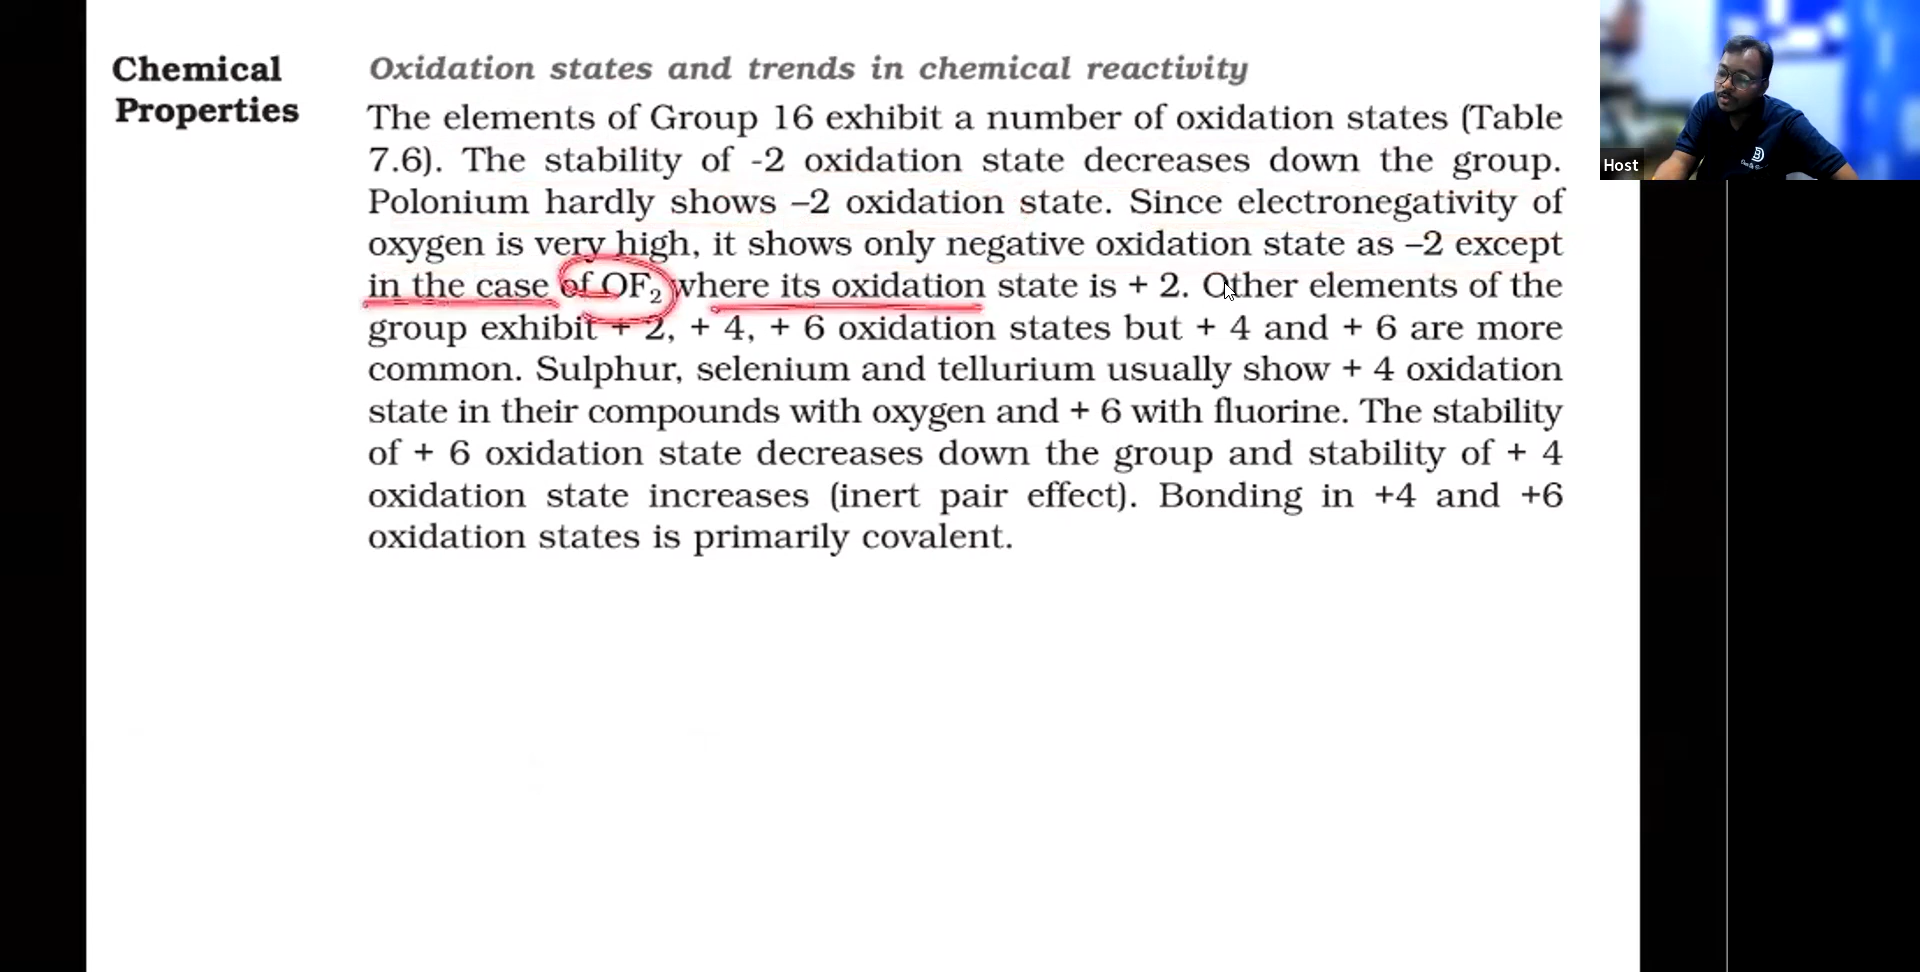 Chemical
Properties
Oxidation states and trends in chemical reactivity
The elements of Group 16 exhibit a number of oxidation states (Table
7.6). The stability of -2 oxidation state decreases down the group.
Polonium hardly shows –2 oxidation state. Since electronegativity of
oxygen is very high, it shows only negative oxidation state as –2 except
in the case of OF₂ where its oxidation state is + 2. Other elements of the
group exhibit + 2, + 4, + 6 oxidation states but + 4 and + 6 are more
common. Sulphur, selenium and tellurium usually show + 4 oxidation
state in their compounds with oxygen and + 6 with fluorine. The stability
of + 6 oxidation state decreases down the group and stability of + 4
oxidation state increases (inert pair effect). Bonding in +4 and +6
oxidation states is primarily covalent.
Host